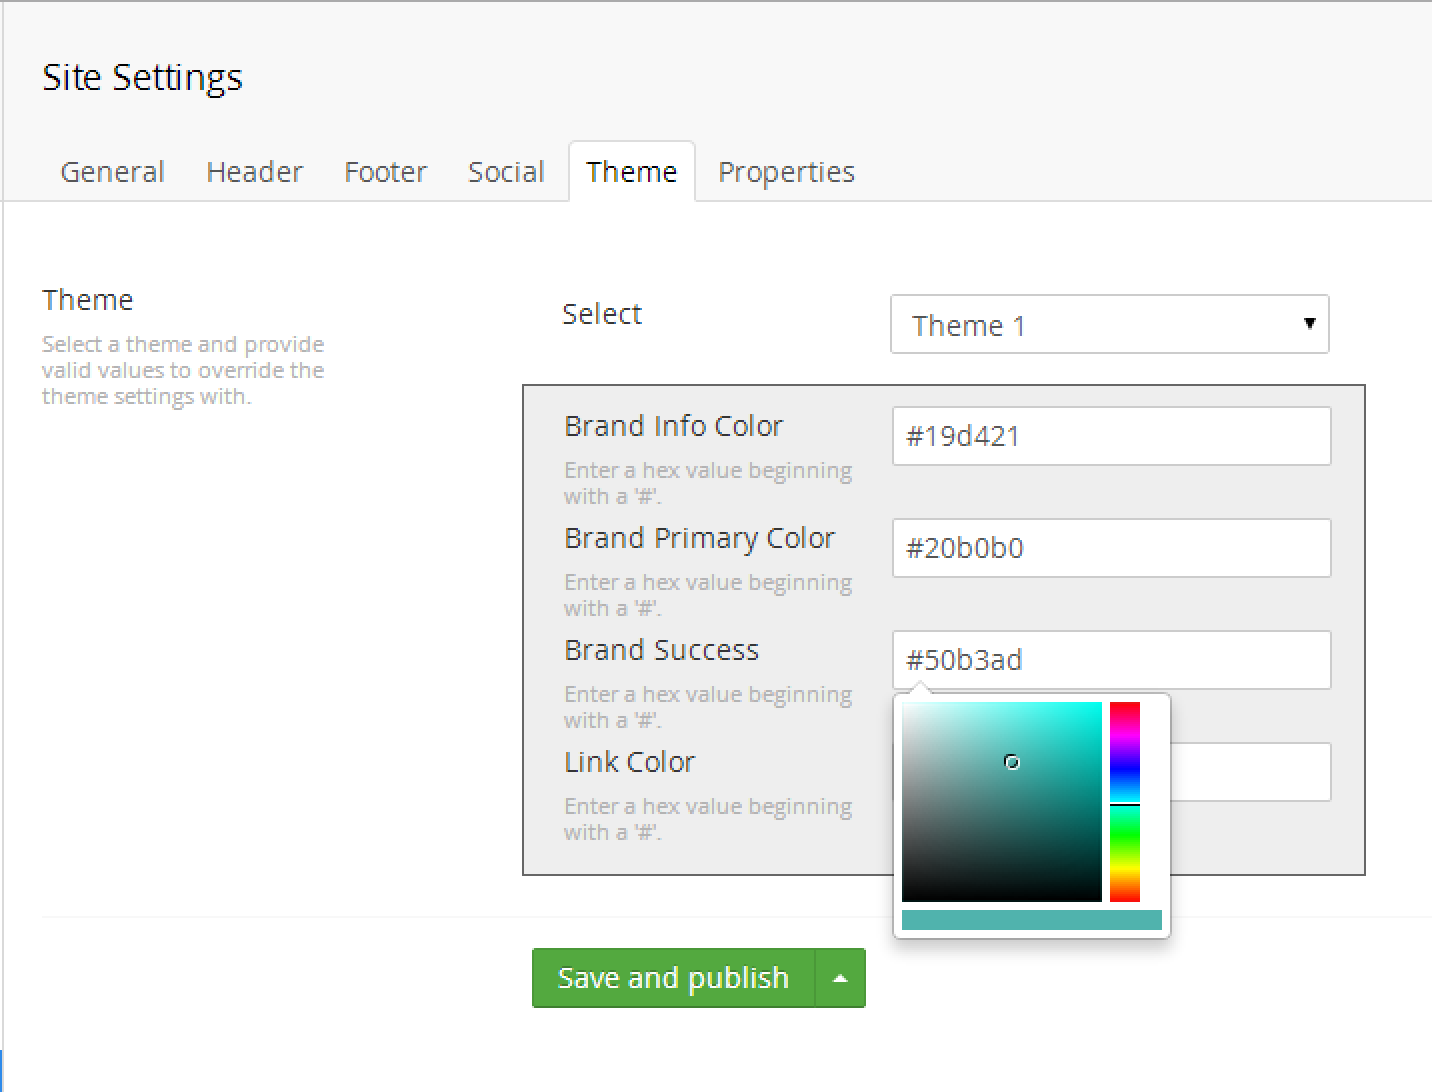 Site Settings
General Header Footer Social Theme Properties
Theme
Select a theme and provide
valid values to override the
theme settings with.
Select
Theme 1
Brand Info Color
#19d421
Enter a hex value beginning
with a '#'.
Brand Primary Color
#20b0b0
Enter a hex value beginning
with a '#'.
Brand Success
#50b3ad
Enter a hex value beginning
with a '#'.
Link Color
Enter a hex value beginning
with a '#'.
Save and publish